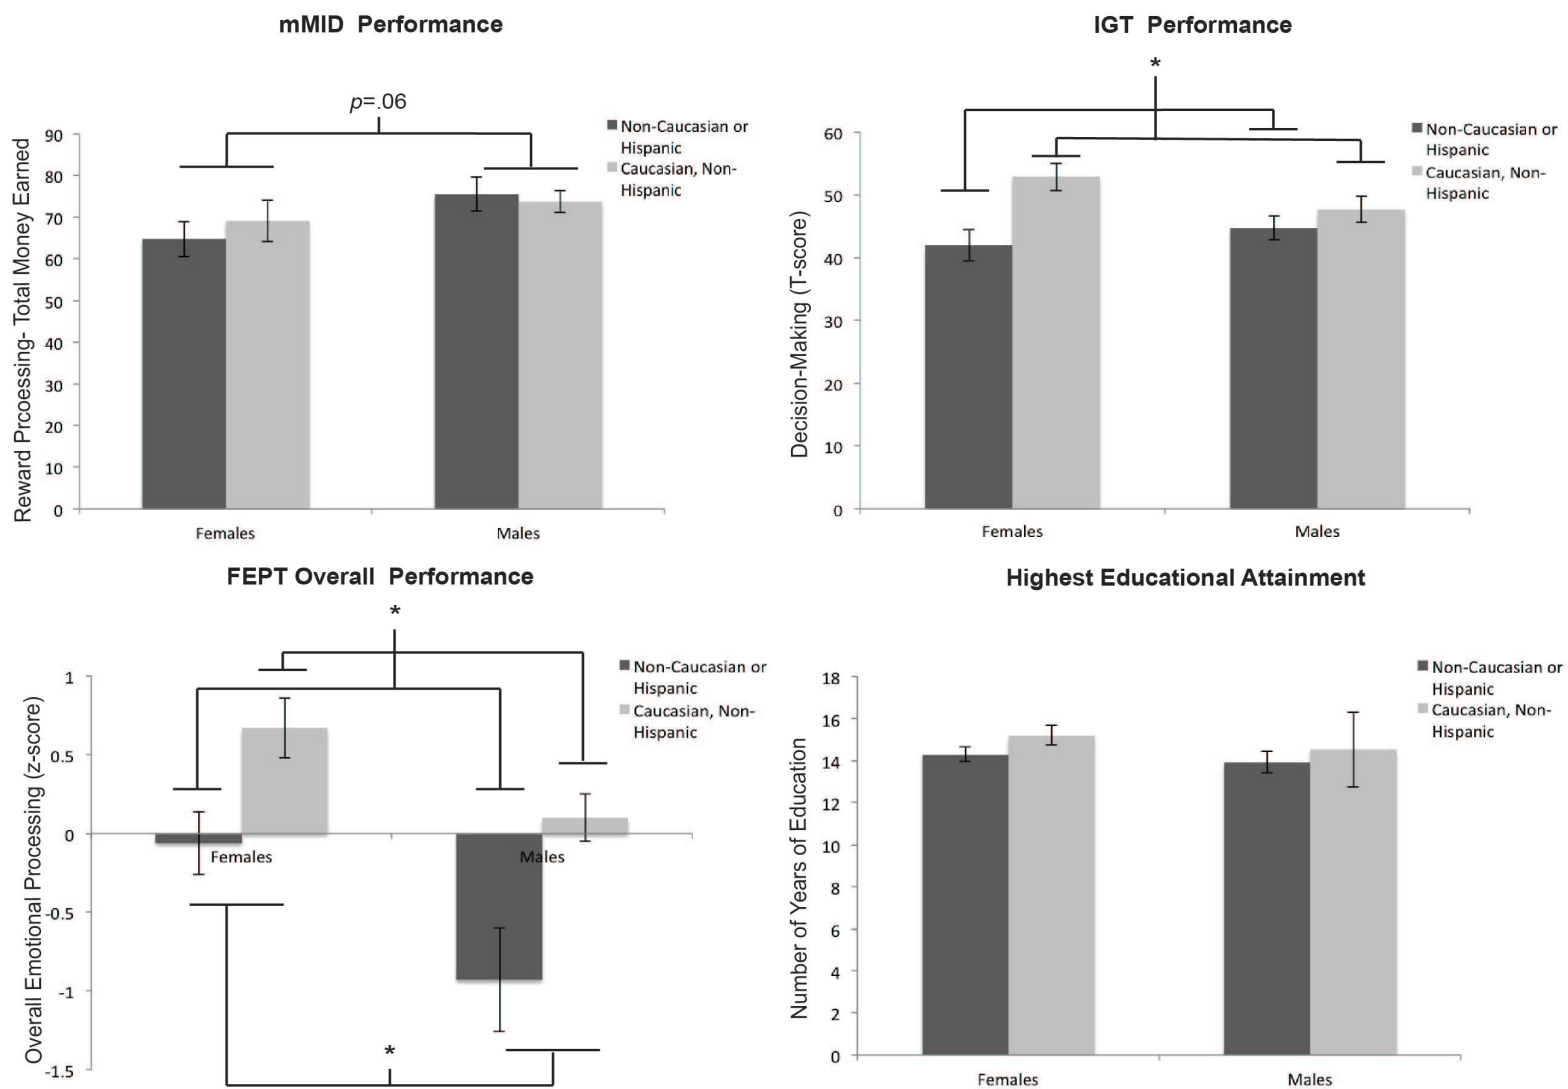 mMID Performance
p=.06
Reward Prcoessing- Total Money Earned
90
80
70
60
50
40
30
20
10
0
Females
Males
Non-Caucasian or
Hispanic
Caucasian, Non-
Hispanic
IGT Performance
*
Decision-Making (T-score)
60
50
40
30
20
10
0
Females
Males
Non-Caucasian or
Hispanic
Caucasian, Non-
Hispanic
FEPT Overall Performance
*
Overall Emotional Processing (z-score)
1
0.5
0
-0.5
-1
-1.5
Females
Males
*
Non-Caucasian or
Hispanic
Caucasian, Non-
Hispanic
Highest Educational Attainment
Number of Years of Education
18
16
14
12
10
8
6
4
2
0
Females
Males
Non-Caucasian or
Hispanic
Caucasian, Non-
Hispanic